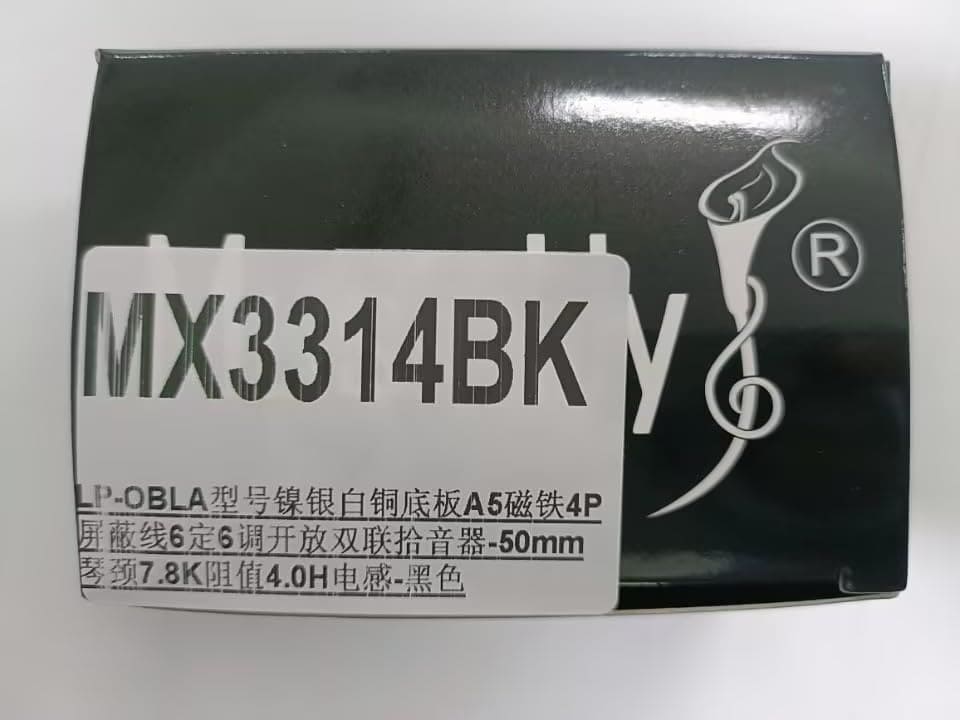 ®
MX3314BK
LP-OBLA型号镍银白铜底板A5磁铁4P
屏蔽线6定6调开放双联拾音器-50mm
琴颈7.8K阻值4.0H电感-黑色